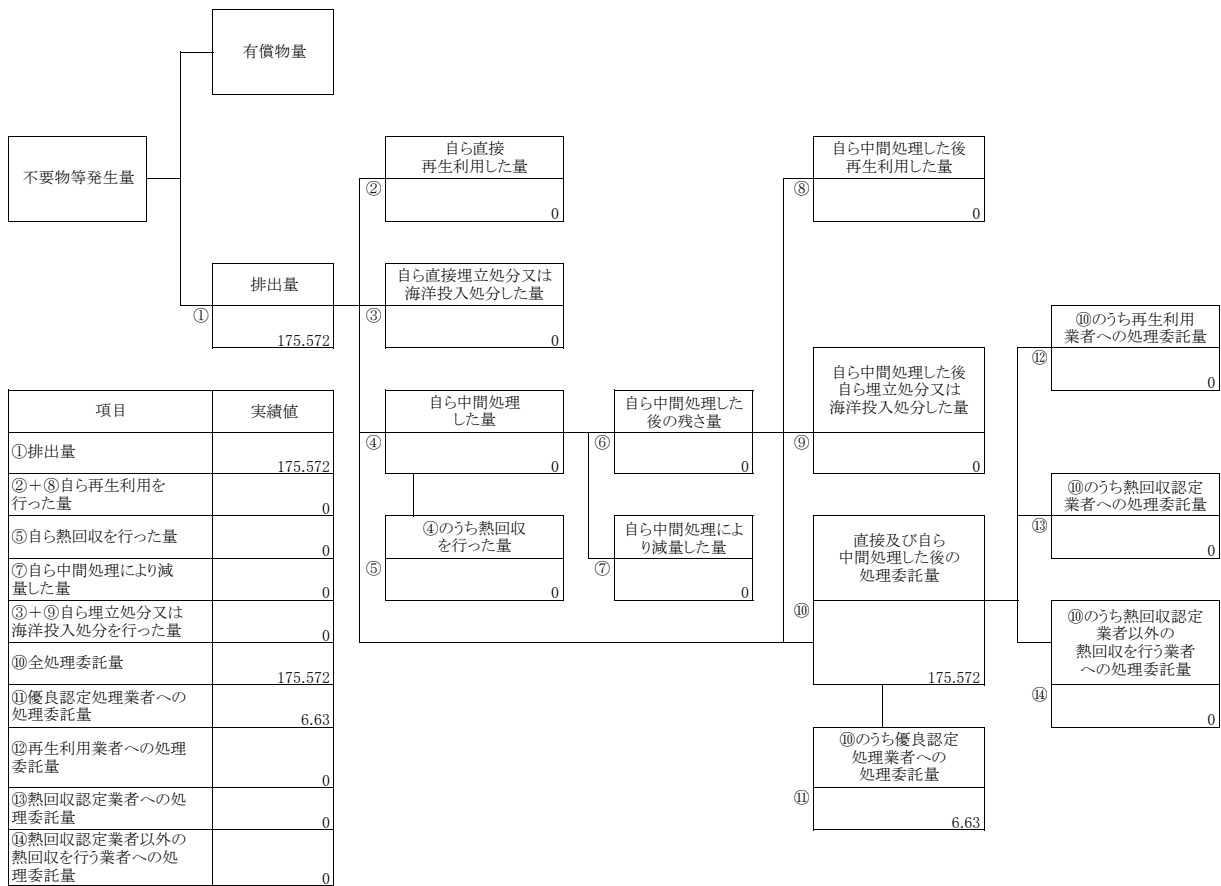 有償物量
不要物等発生量
自ら直接
再生利用した量
②
0
自ら中間処理した後
再生利用した量
⑧
0
排出量
①
175.572
自ら直接埋立処分又は
海洋投入処分した量
③
0
⑩のうち再生利用
業者への処理委託量
⑫
0
自ら中間処理
した量
④
0
自ら中間処理した
後の残さ量
⑥
0
自ら中間処理した後
自ら埋立処分又は
海洋投入処分した量
⑨
0
④のうち熱回収
を行った量
⑤
0
自ら中間処理によ
り減量した量
⑦
0
直接及び自ら
中間処理した後の
処理委託量
⑩
175.572
⑩のうち熱回収認定
業者への処理委託量
⑬
0
⑩のうち熱回収認定
業者以外の
熱回収を行う業者
への処理委託量
⑭
0
⑩のうち優良認定
処理業者への
処理委託量
⑪
6.63
項目 実績値
①排出量
175.572
②＋⑧自ら再生利用を
行った量
0
⑤自ら熱回収を行った量
0
⑦自ら中間処理により減
量した量
0
③＋⑨自ら埋立処分又は
海洋投入処分を行った量
0
⑩全処理委託量
175.572
⑪優良認定処理業者への
処理委託量
6.63
⑫再生利用業者への処理
委託量
0
⑬熱回収認定業者への処
理委託量
0
⑭熱回収認定業者以外の
熱回収を行う業者への処
理委託量
0